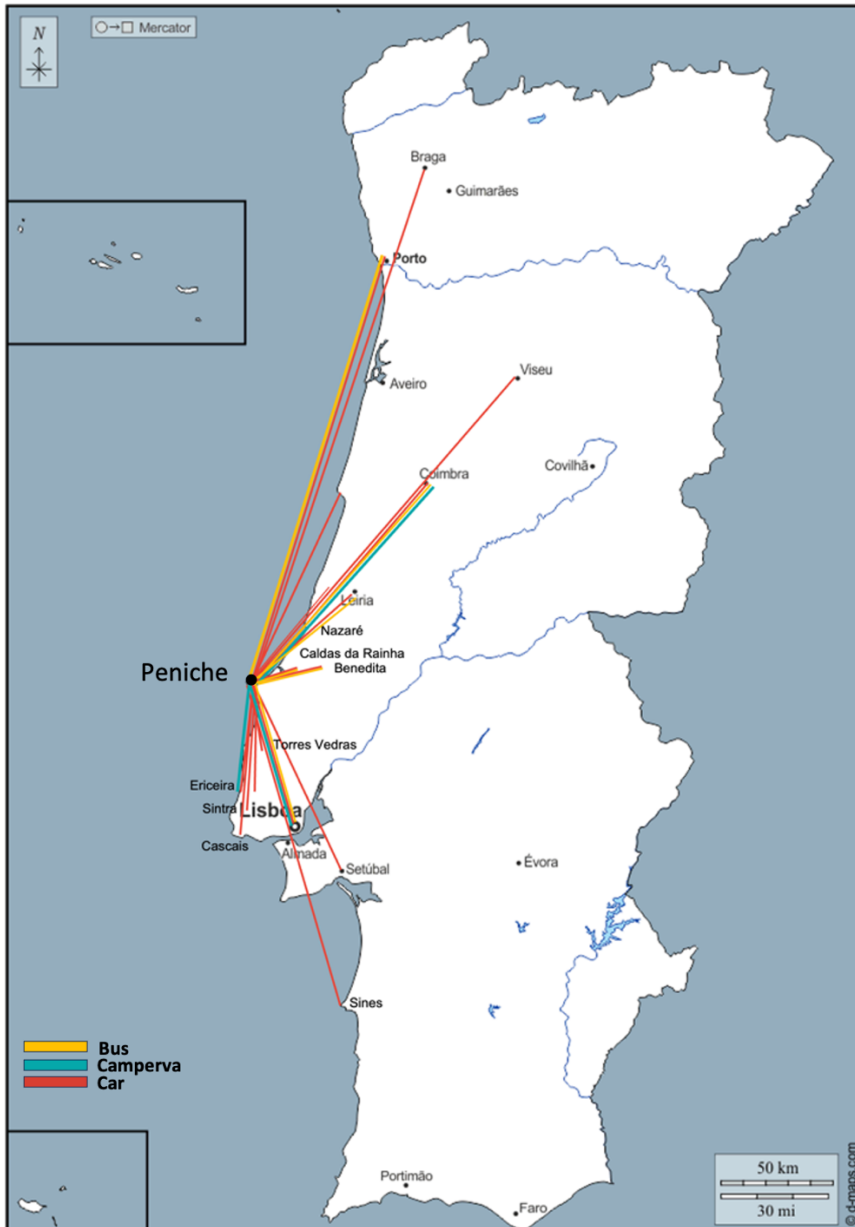 N
○→□ Mercator
Braga
Guimarães
Porto
Viseu
Aveiro
Coimbra
Covilhã
Leiria
Nazaré
Caldas da Rainha
Benedita
Peniche
Torres Vedras
Ericeira
Sintra
Lisboa
Cascais
Almada
Setúbal
Évora
Sines
Bus
Camperva
Car
Portimão
Faro
50 km
30 mi
© d-maps.com